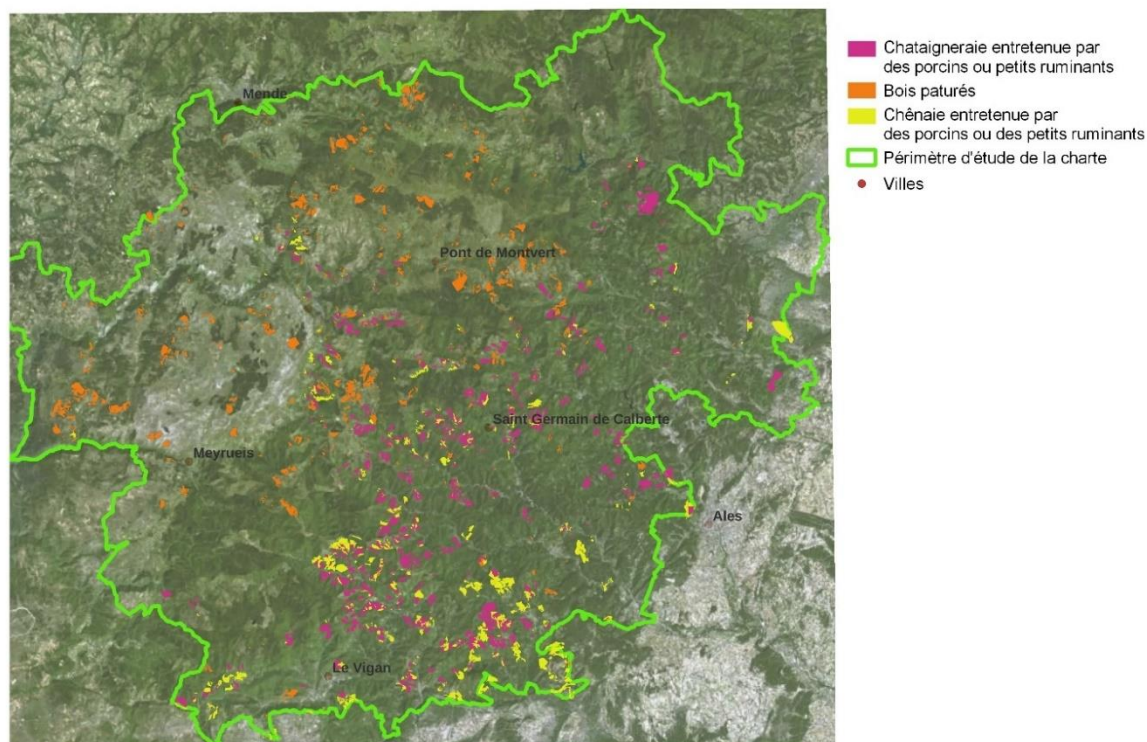 Chataigneraie entretenue par
des porcins ou petits ruminants
Bois paturés
Chênaie entretenue par
des porcins ou des petits ruminants
Périmètre d'étude de la charte
Villes
Mende
Pont de Montvert
Saint Germain de Calberte
Meyrueis
Ales
Le Vigan